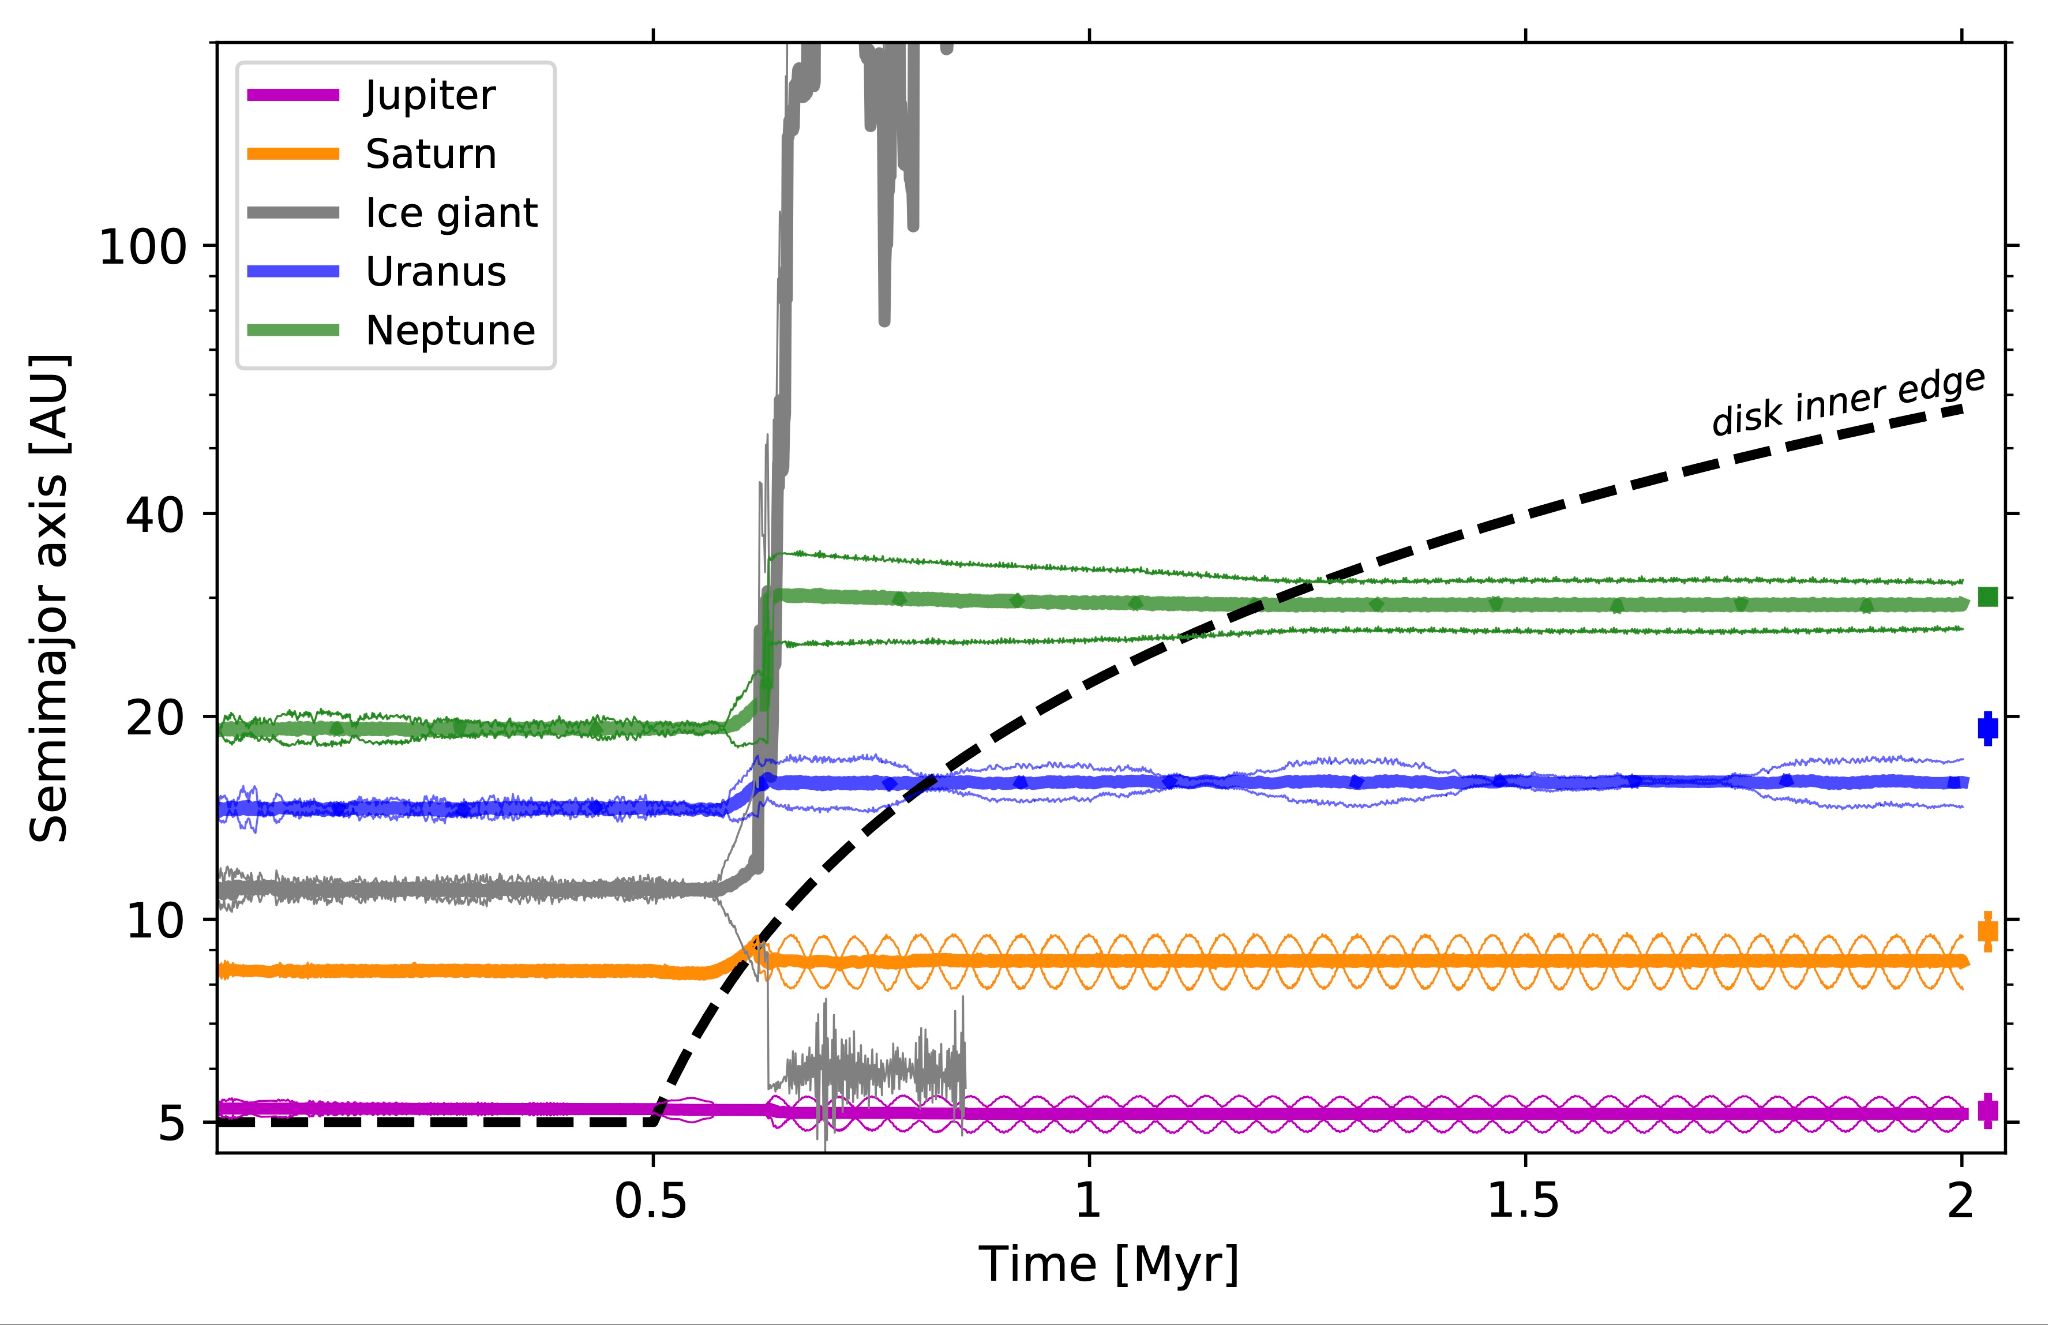 Jupiter
Saturn
Ice giant
Uranus
Neptune
100
40
20
10
5
Semimajor axis [AU]
disk inner edge
0.5
1
1.5
2
Time [Myr]